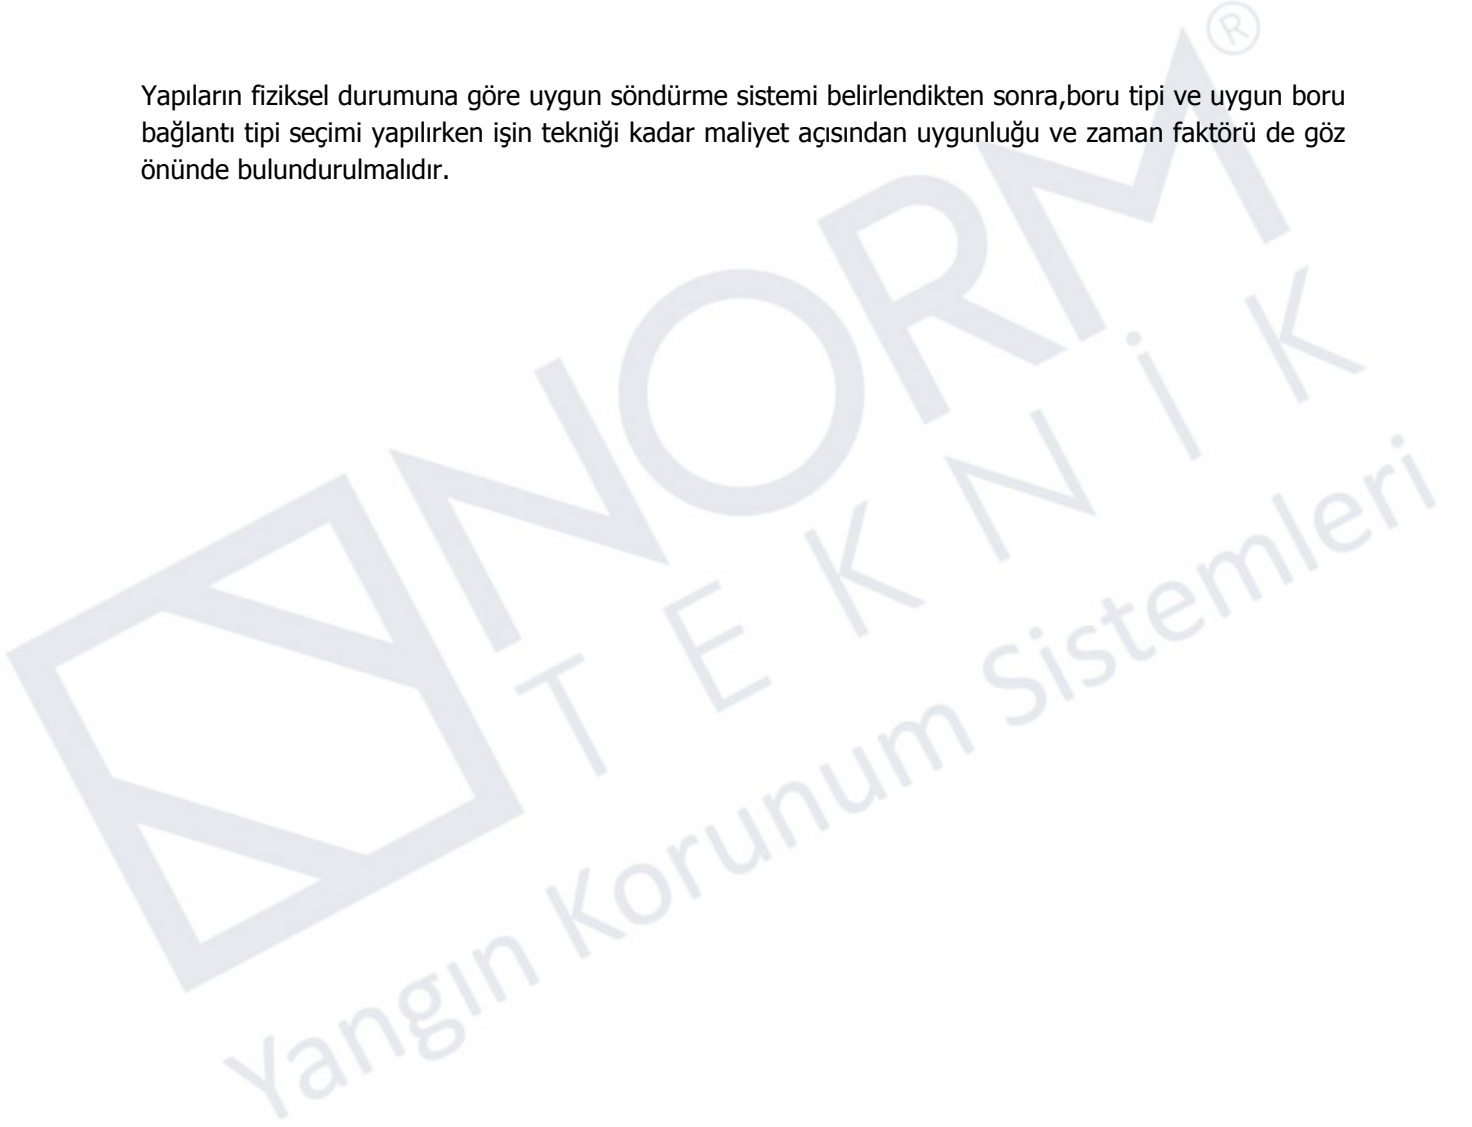 Yapıların fiziksel durumuna göre uygun söndürme sistemi belirlendikten sonra,boru tipi ve uygun boru
bağlantı tipi seçimi yapılırken işin tekniği kadar maliyet açısından uygunluğu ve zaman faktörü de göz
önünde bulundurulmalıdır.
NORM®
TEKNİK
Yangın Korunum Sistemleri